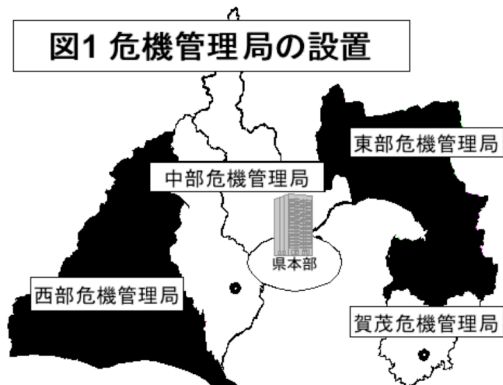 図1 危機管理局の設置
東部危機管理局
中部危機管理局
県本部
西部危機管理局
賀茂危機管理局